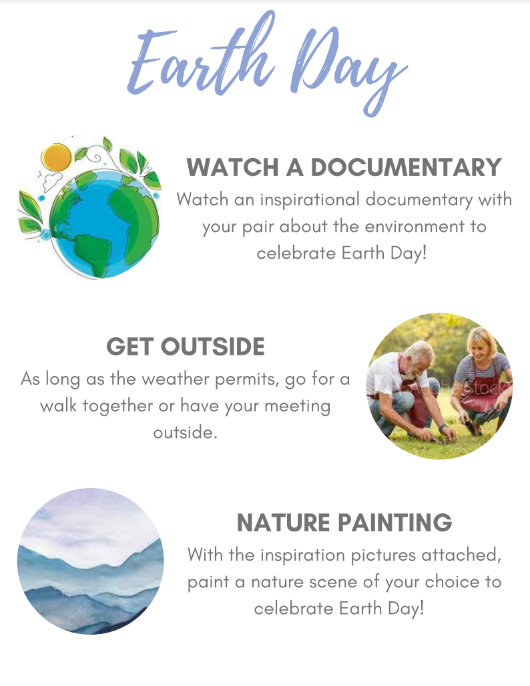 Earth Day
WATCH A DOCUMENTARY
Watch an inspirational documentary with
your pair about the environment to
celebrate Earth Day!
GET OUTSIDE
As long as the weather permits, go for a
walk together or have your meeting
outside.
NATURE PAINTING
With the inspiration pictures attached,
paint a nature scene of your choice to
celebrate Earth Day!